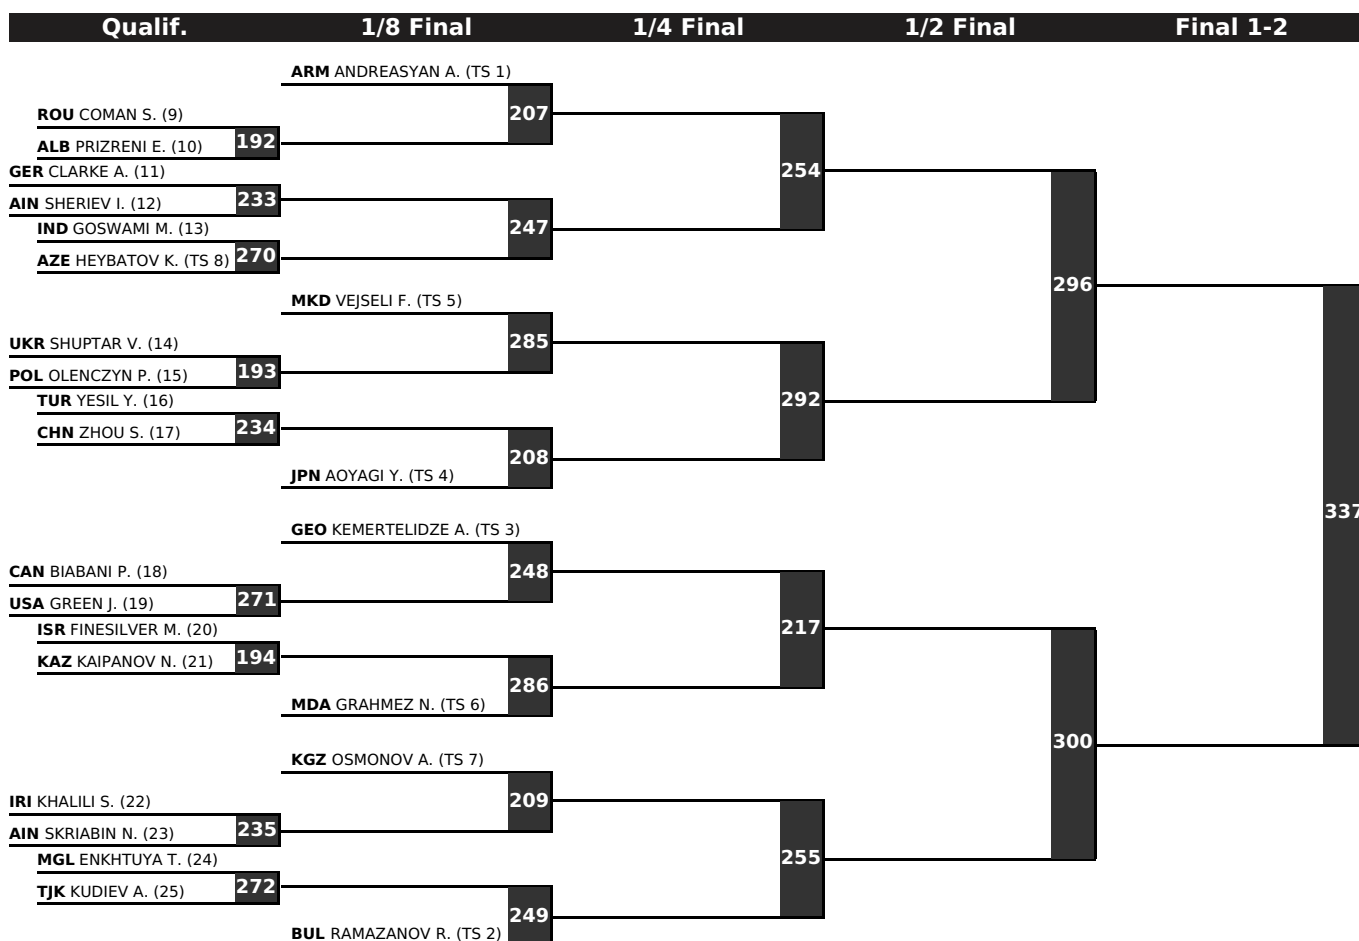 Qualif. 1/8 Final 1/4 Final 1/2 Final Final 1-2
ARM ANDREASYAN A. (TS 1)
207
ROU COMAN S. (9)
192
ALB PRIZRENI E. (10)
GER CLARKE A. (11)
254
233
AIN SHERIEV I. (12)
IND GOSWAMI M. (13)
247
270
AZE HEYBATOV K. (TS 8)
296
MKD VEJSELI F. (TS 5)
UKR SHUPTAR V. (14)
285
193
POL OLENCZYN P. (15)
TUR YESIL Y. (16)
292
234
CHN ZHOU S. (17)
208
JPN AOYAGI Y. (TS 4)
337
GEO KEMERTELIDZE A. (TS 3)
CAN BIABANI P. (18)
248
271
USA GREEN J. (19)
ISR FINESILVER M. (20)
217
194
KAZ KAIPANOV N. (21)
286
MDA GRAHMEZ N. (TS 6)
300
KGZ OSMONOV A. (TS 7)
IRI KHALILI S. (22)
209
235
AIN SKRIABIN N. (23)
MGL ENKHTUYA T. (24)
255
272
TJK KUDIEV A. (25)
249
BUL RAMAZANOV R. (TS 2)